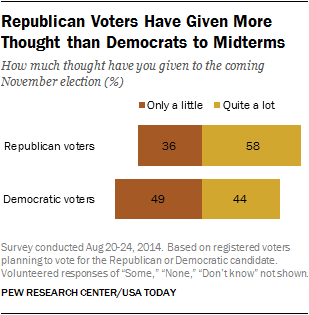 Republican Voters Have Given More
Thought than Democrats to Midterms
How much thought have you given to the coming
November election (%)
Only a little Quite a lot
Republican voters 36 58
Democratic voters 49 44
Survey conducted Aug 20-24, 2014. Based on registered voters
planning to vote for the Republican or Democratic candidate.
Volunteered responses of “Some,” “None,” “Don’t know” not shown.
PEW RESEARCH CENTER/USA TODAY